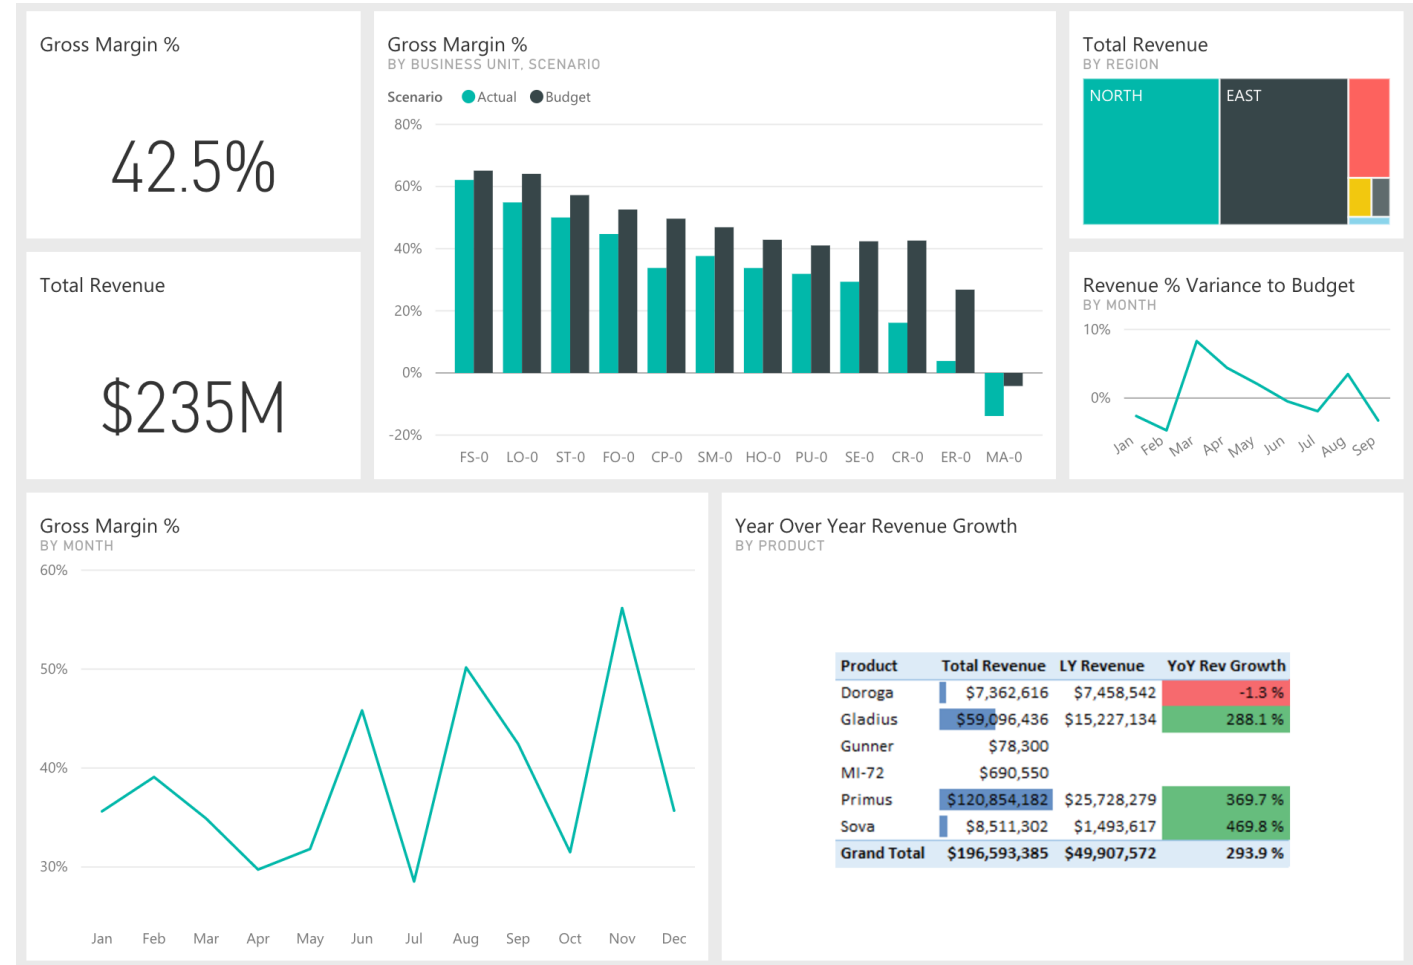 Gross Margin %
42.5%
Total Revenue
$235M
Gross Margin %
BY BUSINESS UNIT, SCENARIO
Scenario Actual Budget
80%
60%
40%
20%
0%
-20%
FS-0 LO-0 ST-0 FO-0 CP-0 SM-0 HO-0 PU-0 SE-0 CR-0 ER-0 MA-0
Total Revenue
BY REGION
NORTH EAST
Revenue % Variance to Budget
BY MONTH
10%
0%
Jan Feb Mar Apr May Jun Jul Aug Sep
Gross Margin %
BY MONTH
60%
50%
40%
30%
Jan Feb Mar Apr May Jun Jul Aug Sep Oct Nov Dec
Year Over Year Revenue Growth
BY PRODUCT
Product Total Revenue LY Revenue YoY Rev Growth
Doroga $7,362,616 $7,458,542 -1.3 %
Gladius $59,096,436 $15,227,134 288.1 %
Gunner $78,300
MI-72 $690,550
Primus $120,854,182 $25,728,279 369.7 %
Sova $8,511,302 $1,493,617 469.8 %
Grand Total $196,593,385 $49,907,572 293.9 %